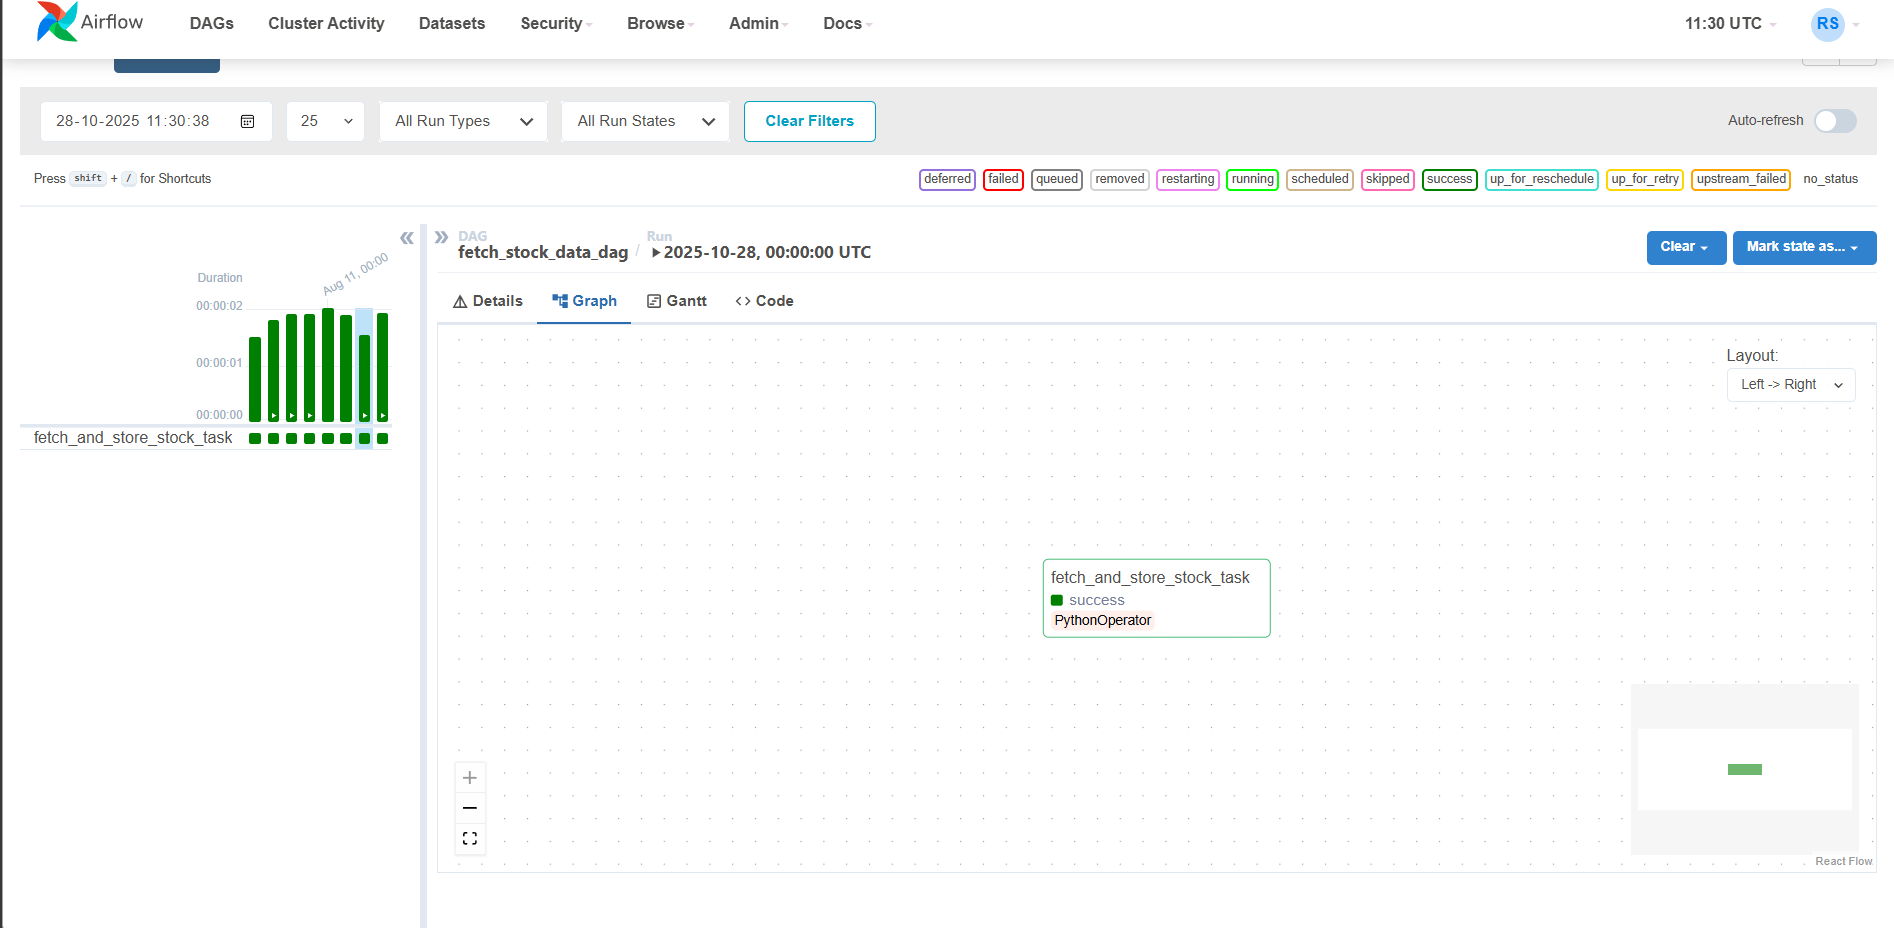 Airflow DAGs Cluster Activity Datasets Security Browse Admin Docs 11:30 UTC RS
28-10-2025 11:30:38 25 All Run Types All Run States Clear Filters Auto-refresh
Press shift + / for Shortcuts deferred failed queued removed restarting running scheduled skipped success up_for_reschedule up_for_retry upstream_failed no_status
DAG Run
fetch_stock_data_dag / 2025-10-28, 00:00:00 UTC
Clear Mark state as...
Details Graph Gantt <> Code
Duration
Aug 11, 00:00
00:00:02
00:00:01
00:00:00
fetch_and_store_stock_task
Layout:
Left -> Right
fetch_and_store_stock_task
success
PythonOperator
React Flow